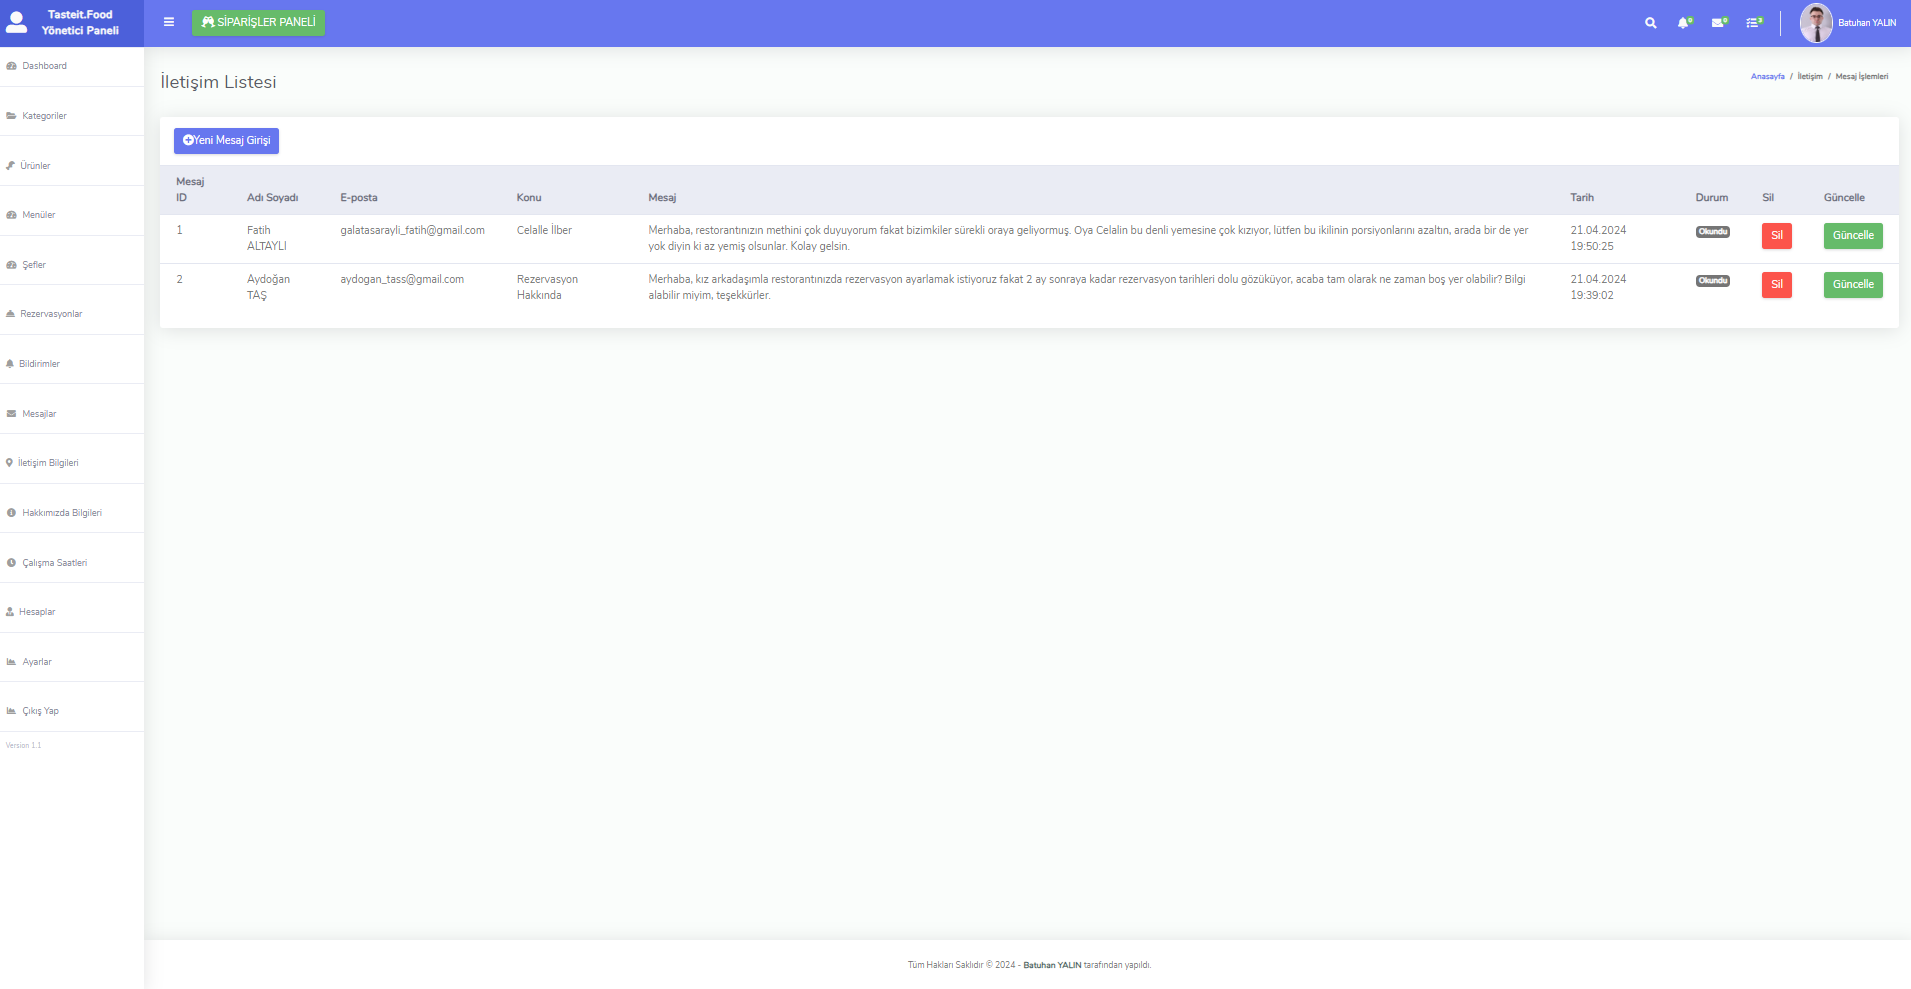 Tasteit.Food
Yönetici Paneli
SİPARİŞLER PANELİ
0
0
3
Batuhan YALIN
Dashboard
Kategoriler
Ürünler
Menüler
Şefler
Rezervasyonlar
Bildirimler
Mesajlar
İletişim Bilgileri
Hakkımızda Bilgileri
Çalışma Saatleri
Hesaplar
Ayarlar
Çıkış Yap
Version 1.1
İletişim Listesi
Anasayfa / İletişim / Mesaj İşlemleri
Yeni Mesaj Girişi
Mesaj
ID Adı Soyadı E-posta Konu Mesaj Tarih Durum Sil Güncelle
1 Fatih galatasarayli_fatih@gmail.com Celalle İlber Merhaba, restorantınızın methini çok duyuyorum fakat bizimkiler sürekli oraya geliyormuş. Oya Celalin bu denli yemesine çok kızıyor, lütfen bu ikilinin porsiyonlarını azaltın, arada bir de yer 21.04.2024 Okundu Sil Güncelle
ALTAYLI yok diyin ki az yemiş olsunlar. Kolay gelsin. 19:50:25
2 Aydoğan aydogan_tass@gmail.com Rezervasyon Merhaba, kız arkadaşımla restorantınızda rezervasyon ayarlamak istiyoruz fakat 2 ay sonraya kadar rezervasyon tarihleri dolu gözüküyor, acaba tam olarak ne zaman boş yer olabilir? Bilgi 21.04.2024 Okundu Sil Güncelle
TAŞ Hakkında alabilir miyim, teşekkürler. 19:39:02
Tüm Hakları Saklıdır © 2024 - Batuhan YALIN tarafından yapıldı.